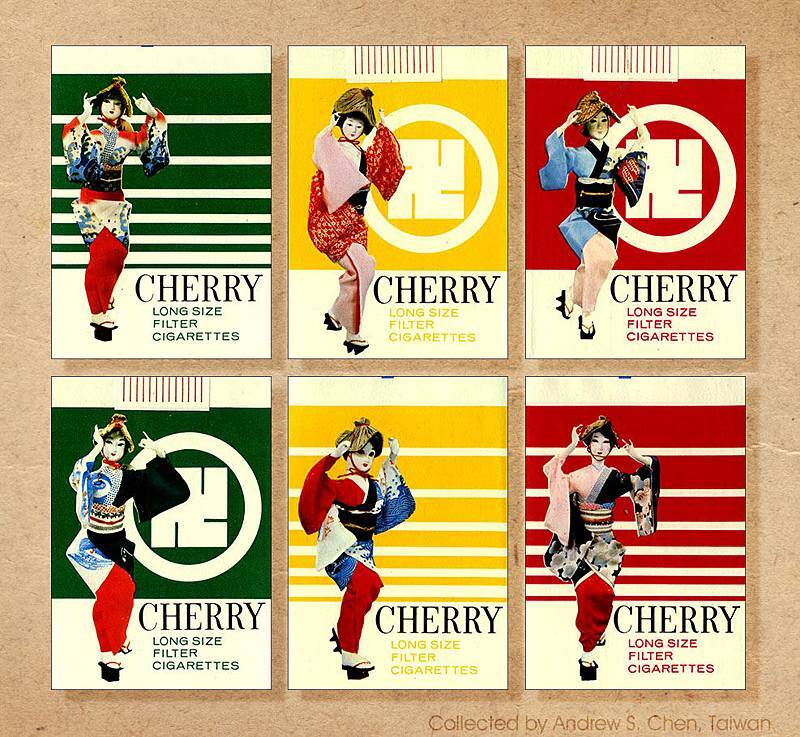 CHERRY
LONG SIZE
FILTER
CIGARETTES
CHERRY
LONG SIZE
FILTER
CIGARETTES
CHERRY
LONG SIZE
FILTER
CIGARETTES
CHERRY
LONG SIZE
FILTER
CIGARETTES
CHERRY
LONG SIZE
FILTER
CIGARETTES
CHERRY
LONG SIZE
FILTER
CIGARETTES
Collected by Andrew S. Chen, Taiwan